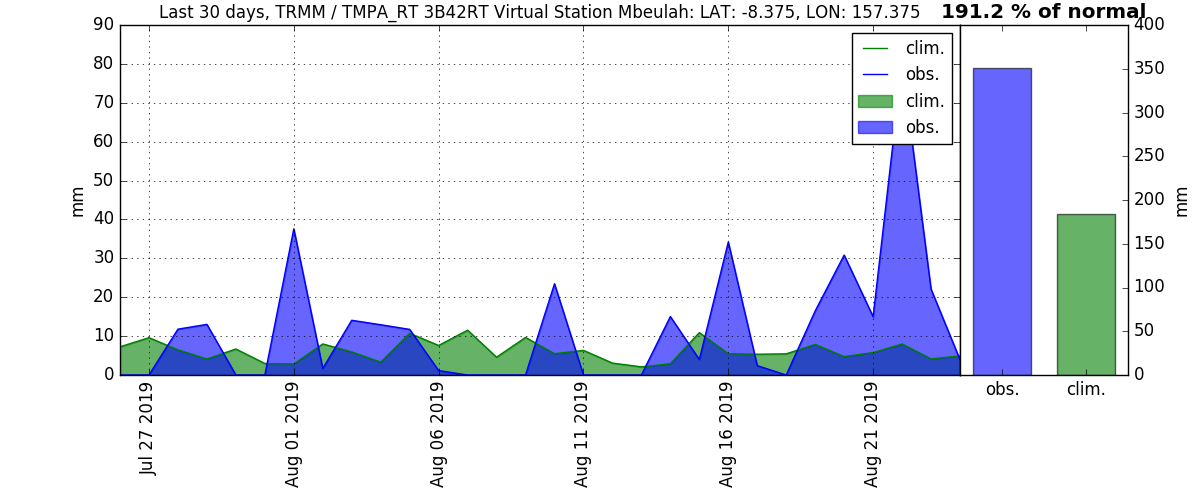 Last 30 days, TRMM / TMPA_RT 3B42RT Virtual Station Mbeulah: LAT: -8.375, LON: 157.375
191.2 % of normal
90
80
70
60
50
40
30
20
10
0
mm
clim.
obs.
clim.
obs.
Jul 27 2019
Aug 01 2019
Aug 06 2019
Aug 11 2019
Aug 16 2019
Aug 21 2019
400
350
300
250
200
150
100
50
0
mm
obs.
clim.